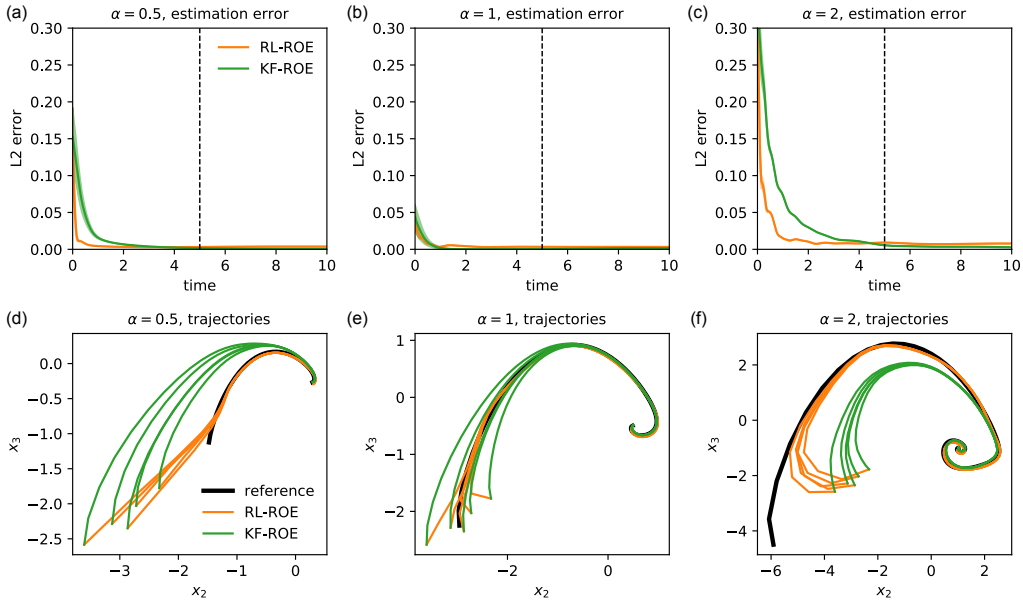 (a)
α = 0.5, estimation error
L2 error
0.30
0.25
0.20
0.15
0.10
0.05
0.00
RL-ROE
KF-ROE
0 2 4 6 8 10
time
(b)
α = 1, estimation error
L2 error
0.30
0.25
0.20
0.15
0.10
0.05
0.00
0 2 4 6 8 10
time
(c)
α = 2, estimation error
L2 error
0.30
0.25
0.20
0.15
0.10
0.05
0.00
0 2 4 6 8 10
time
(d)
α = 0.5, trajectories
x₃
0.0
−0.5
−1.0
−1.5
−2.0
−2.5
reference
RL-ROE
KF-ROE
−3 −2 −1 0
x₂
(e)
α = 1, trajectories
x₃
1
0
−1
−2
−3 −2 −1 0 1
x₂
(f)
α = 2, trajectories
x₃
2
0
−2
−4
−6 −4 −2 0 2
x₂